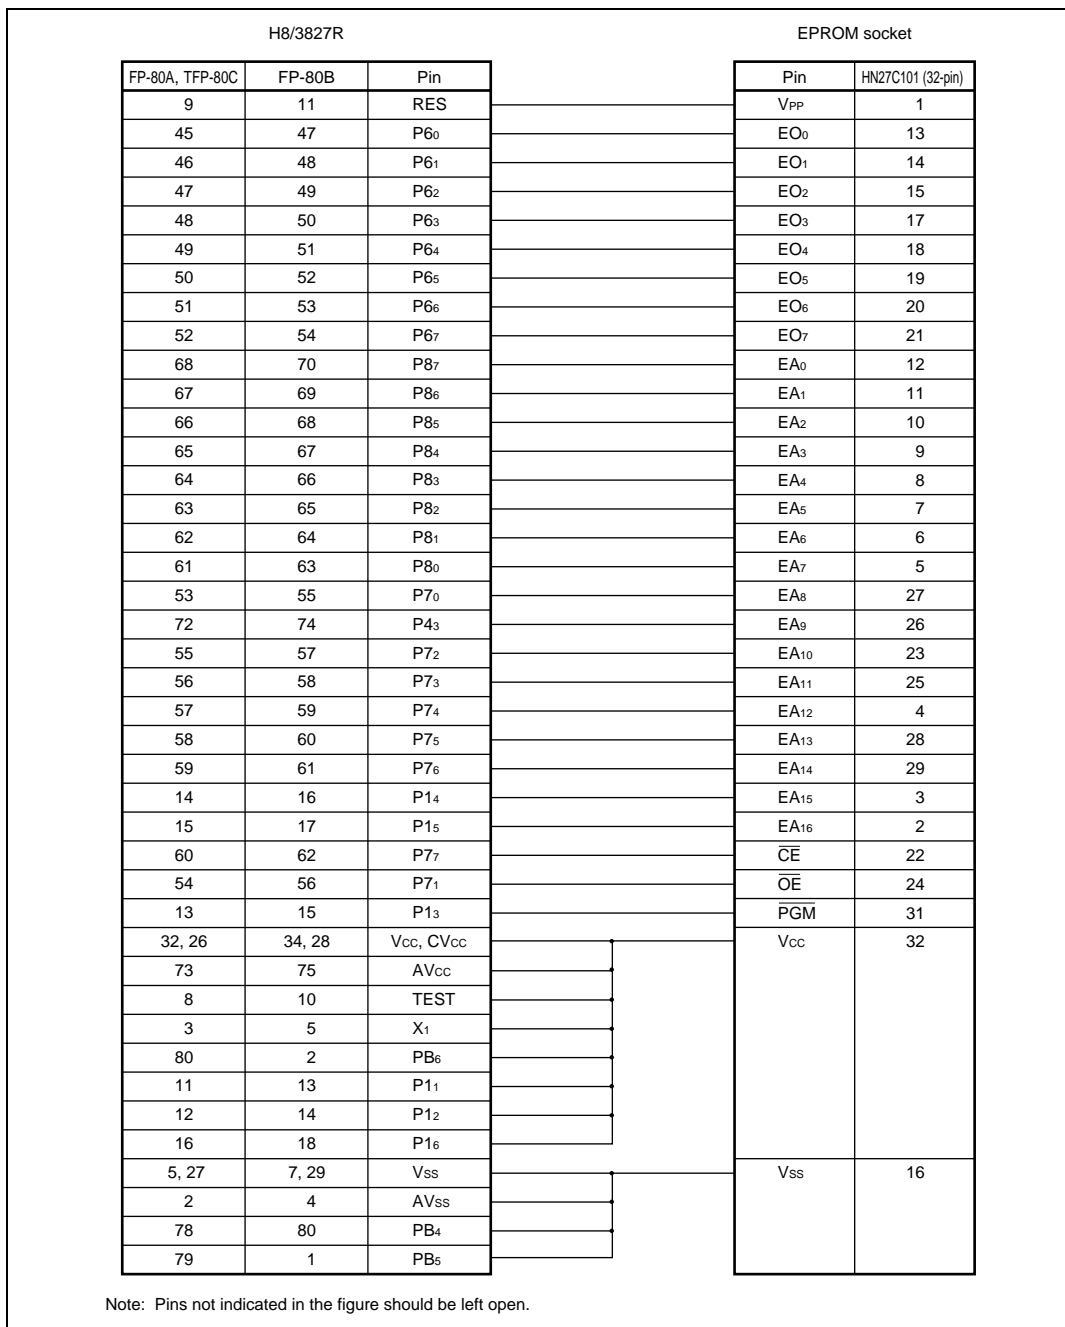 H8/3827R EPROM socket
FP-80A, TFP-80C FP-80B Pin Pin HN27C101 (32-pin)
9 11 RES VPP 1
45 47 P60 EO0 13
46 48 P61 EO1 14
47 49 P62 EO2 15
48 50 P63 EO3 17
49 51 P64 EO4 18
50 52 P65 EO5 19
51 53 P66 EO6 20
52 54 P67 EO7 21
68 70 P87 EA0 12
67 69 P86 EA1 11
66 68 P85 EA2 10
65 67 P84 EA3 9
64 66 P83 EA4 8
63 65 P82 EA5 7
62 64 P81 EA6 6
61 63 P80 EA7 5
53 55 P70 EA8 27
72 74 P43 EA9 26
55 57 P72 EA10 23
56 58 P73 EA11 25
57 59 P74 EA12 4
58 60 P75 EA13 28
59 61 P76 EA14 29
14 16 P14 EA15 3
15 17 P15 EA16 2
60 62 P77 C̅E̅ 22
54 56 P71 O̅E̅ 24
13 15 P13 P̅G̅M̅ 31
32, 26 34, 28 VCC, CVCC VCC 32
73 75 AVCC
8 10 TEST
3 5 X1
80 2 PB6
11 13 P11
12 14 P12
16 18 P16
5, 27 7, 29 VSS VSS 16
2 4 AVSS
78 80 PB4
79 1 PB5
Note: Pins not indicated in the figure should be left open.